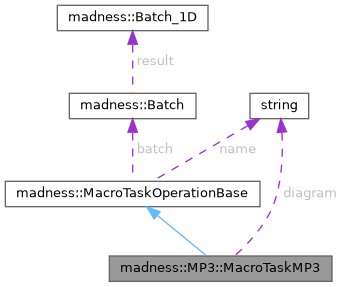 madness::Batch_1D
result
madness::Batch
string
batch
name
madness::MacroTaskOperationBase
diagram
madness::MP3::MacroTaskMP3